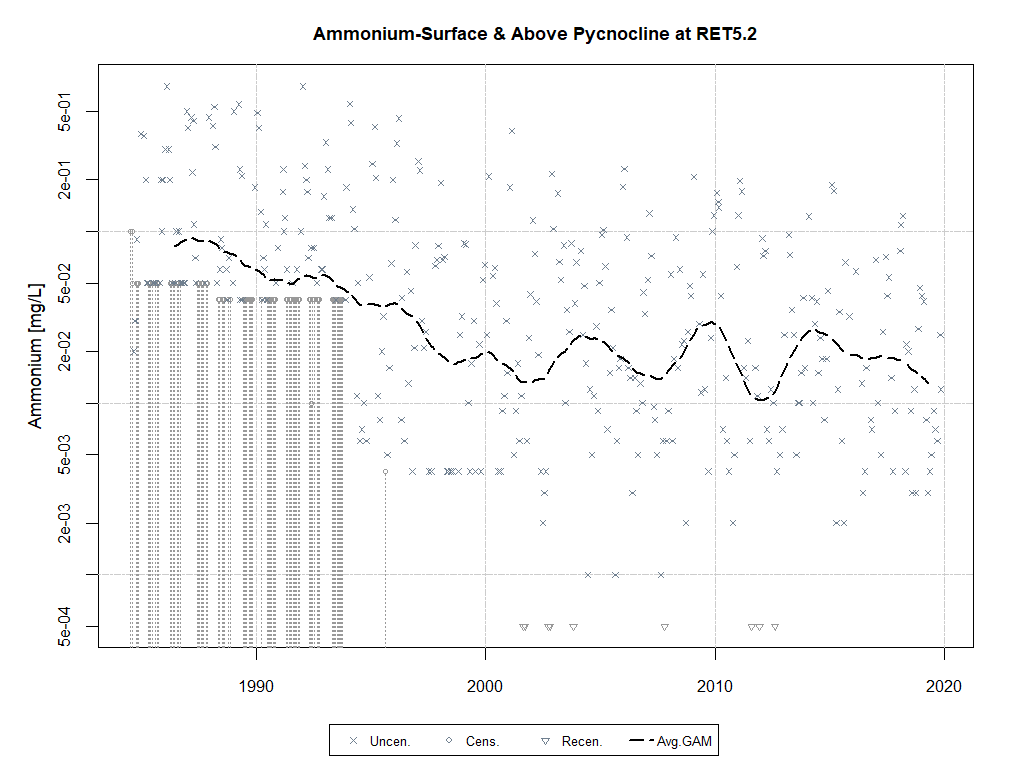 Ammonium-Surface & Above Pycnocline at RET5.2
Ammonium [mg/L]
5e-01
2e-01
5e-02
2e-02
5e-03
2e-03
5e-04
1990 2000 2010 2020
Uncen. Cens. Recen. Avg.GAM